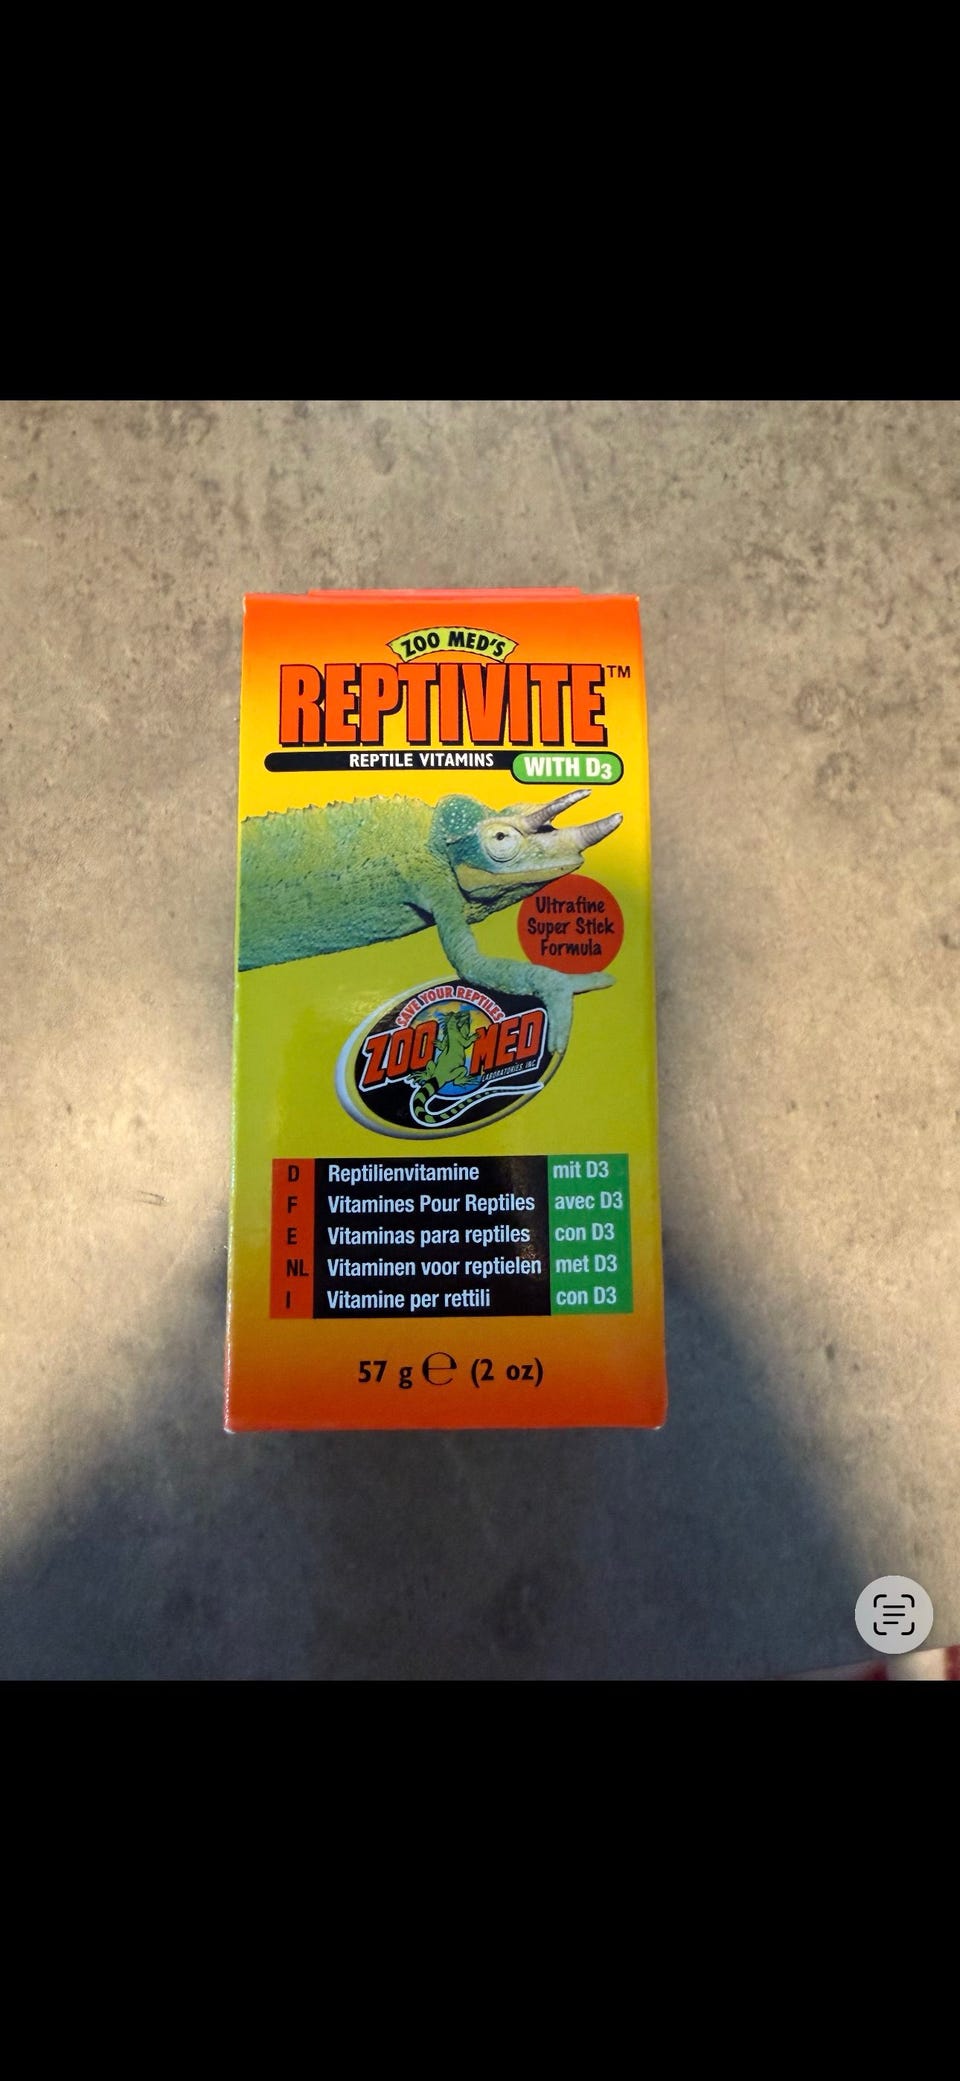 ZOO MED'S
REPTIVITE™
REPTILE VITAMINS
WITH D3
Ultrafine
Super Stick
Formula
SAVE YOUR REPTILES
ZOO MED
LABORATORIES, INC.
D Reptilienvitamine mit D3
F Vitamines Pour Reptiles avec D3
E Vitaminas para reptiles con D3
NL Vitaminen voor reptielen met D3
I Vitamine per rettili con D3
57 g ℮ (2 oz)